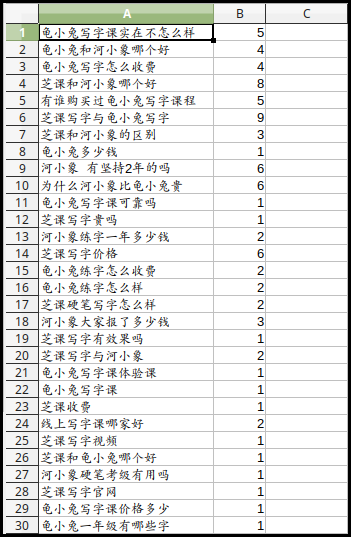 A B C
1 龟小兔写字课实在不怎么样 5
2 龟小兔和河小象哪个好 4
3 龟小兔写字怎么收费 4
4 芝课和河小象哪个好 8
5 有谁购买过龟小兔写字课程 5
6 芝课写字与龟小兔写字 9
7 芝课和河小象的区别 3
8 龟小兔多少钱 1
9 河小象 有坚持2年的吗 6
10 为什么河小象比龟小兔贵 6
11 龟小兔写字课可靠吗 1
12 芝课写字贵吗 1
13 河小象练字一年多少钱 2
14 芝课写字价格 6
15 龟小兔练字怎么收费 2
16 龟小兔练字怎么样 2
17 芝课硬笔写字怎么样 2
18 河小象大家报了多少钱 3
19 芝课写字有效果吗 1
20 芝课写字与河小象 2
21 龟小兔写字课体验课 1
22 龟小兔写字课 1
23 芝课收费 1
24 线上写字课哪家好 2
25 芝课写字视频 1
26 芝课和龟小兔哪个好 1
27 河小象硬笔考级有用吗 1
28 芝课写字官网 1
29 龟小兔写字课价格多少 1
30 龟小兔一年级有哪些字 1